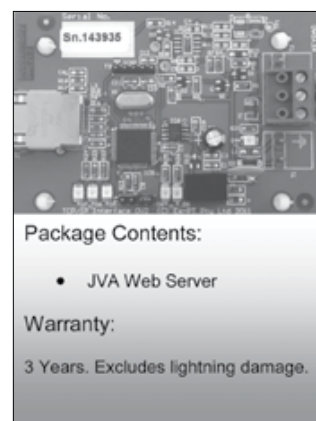 Serial No.
Sn.143935
Package Contents:
• JVA Web Server
Warranty:
3 Years. Excludes lightning damage.